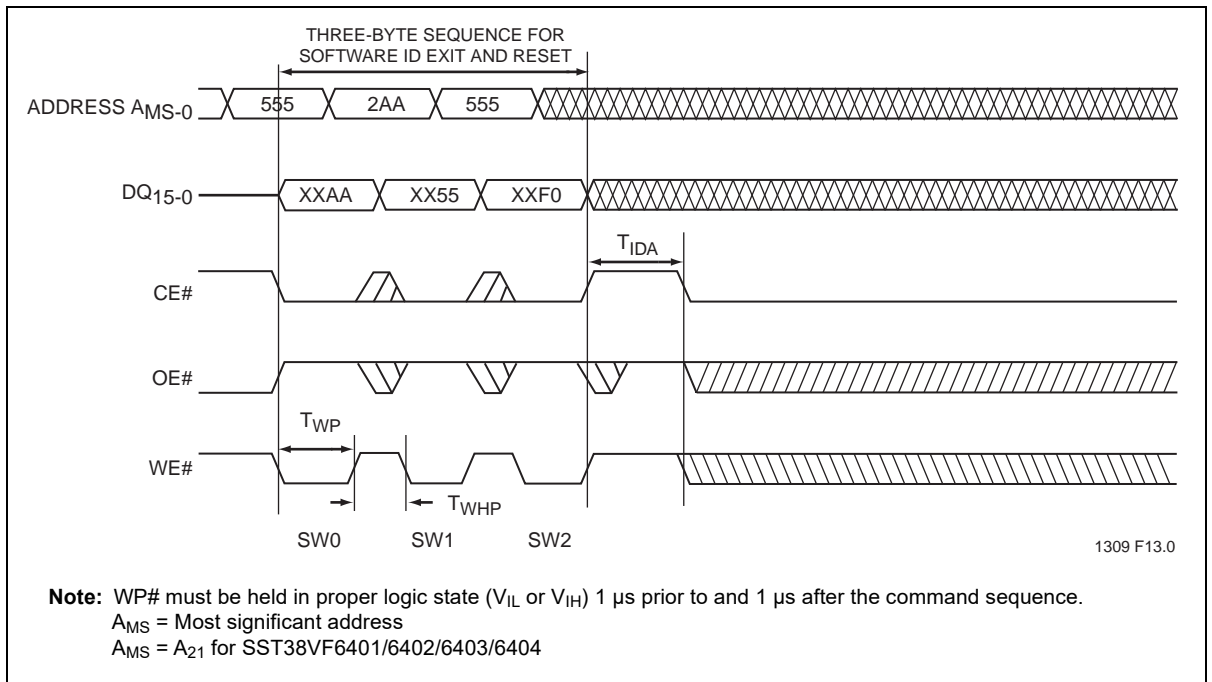 THREE-BYTE SEQUENCE FOR
SOFTWARE ID EXIT AND RESET
ADDRESS AMS-0 555 2AA 555
DQ15-0 XXAA XX55 XXF0
TIDA
CE#
OE#
TWP
WE#
TWHP
SW0 SW1 SW2
1309 F13.0
Note: WP# must be held in proper logic state (VIL or VIH) 1 µs prior to and 1 µs after the command sequence.
AMS = Most significant address
AMS = A21 for SST38VF6401/6402/6403/6404